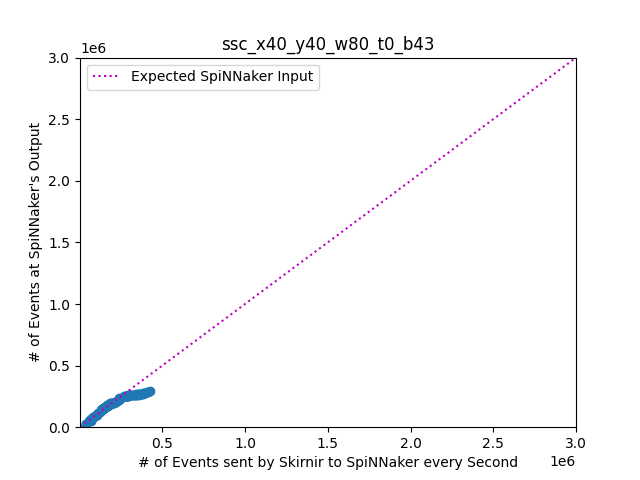 ssc_x40_y40_w80_t0_b43
1e6
Expected SpiNNaker Input
3.0
2.5
2.0
1.5
1.0
0.5
0.0
# of Events at SpiNNaker's Output
0.5 1.0 1.5 2.0 2.5 3.0
# of Events sent by Skirnir to SpiNNaker every Second
1e6